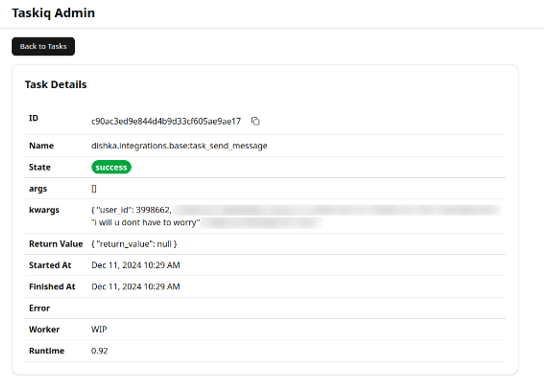 Taskiq Admin
Back to Tasks
Task Details
ID c90ac3ed9e844d4b9d33cf605ae9ae17
Name dishka.integrations.base:task_send_message
State success
args []
kwargs { "user_id": 3998662,
"i will u dont have to worry"
Return Value { "return_value": null }
Started At Dec 11, 2024 10:29 AM
Finished At Dec 11, 2024 10:29 AM
Error
Worker WIP
Runtime 0.92